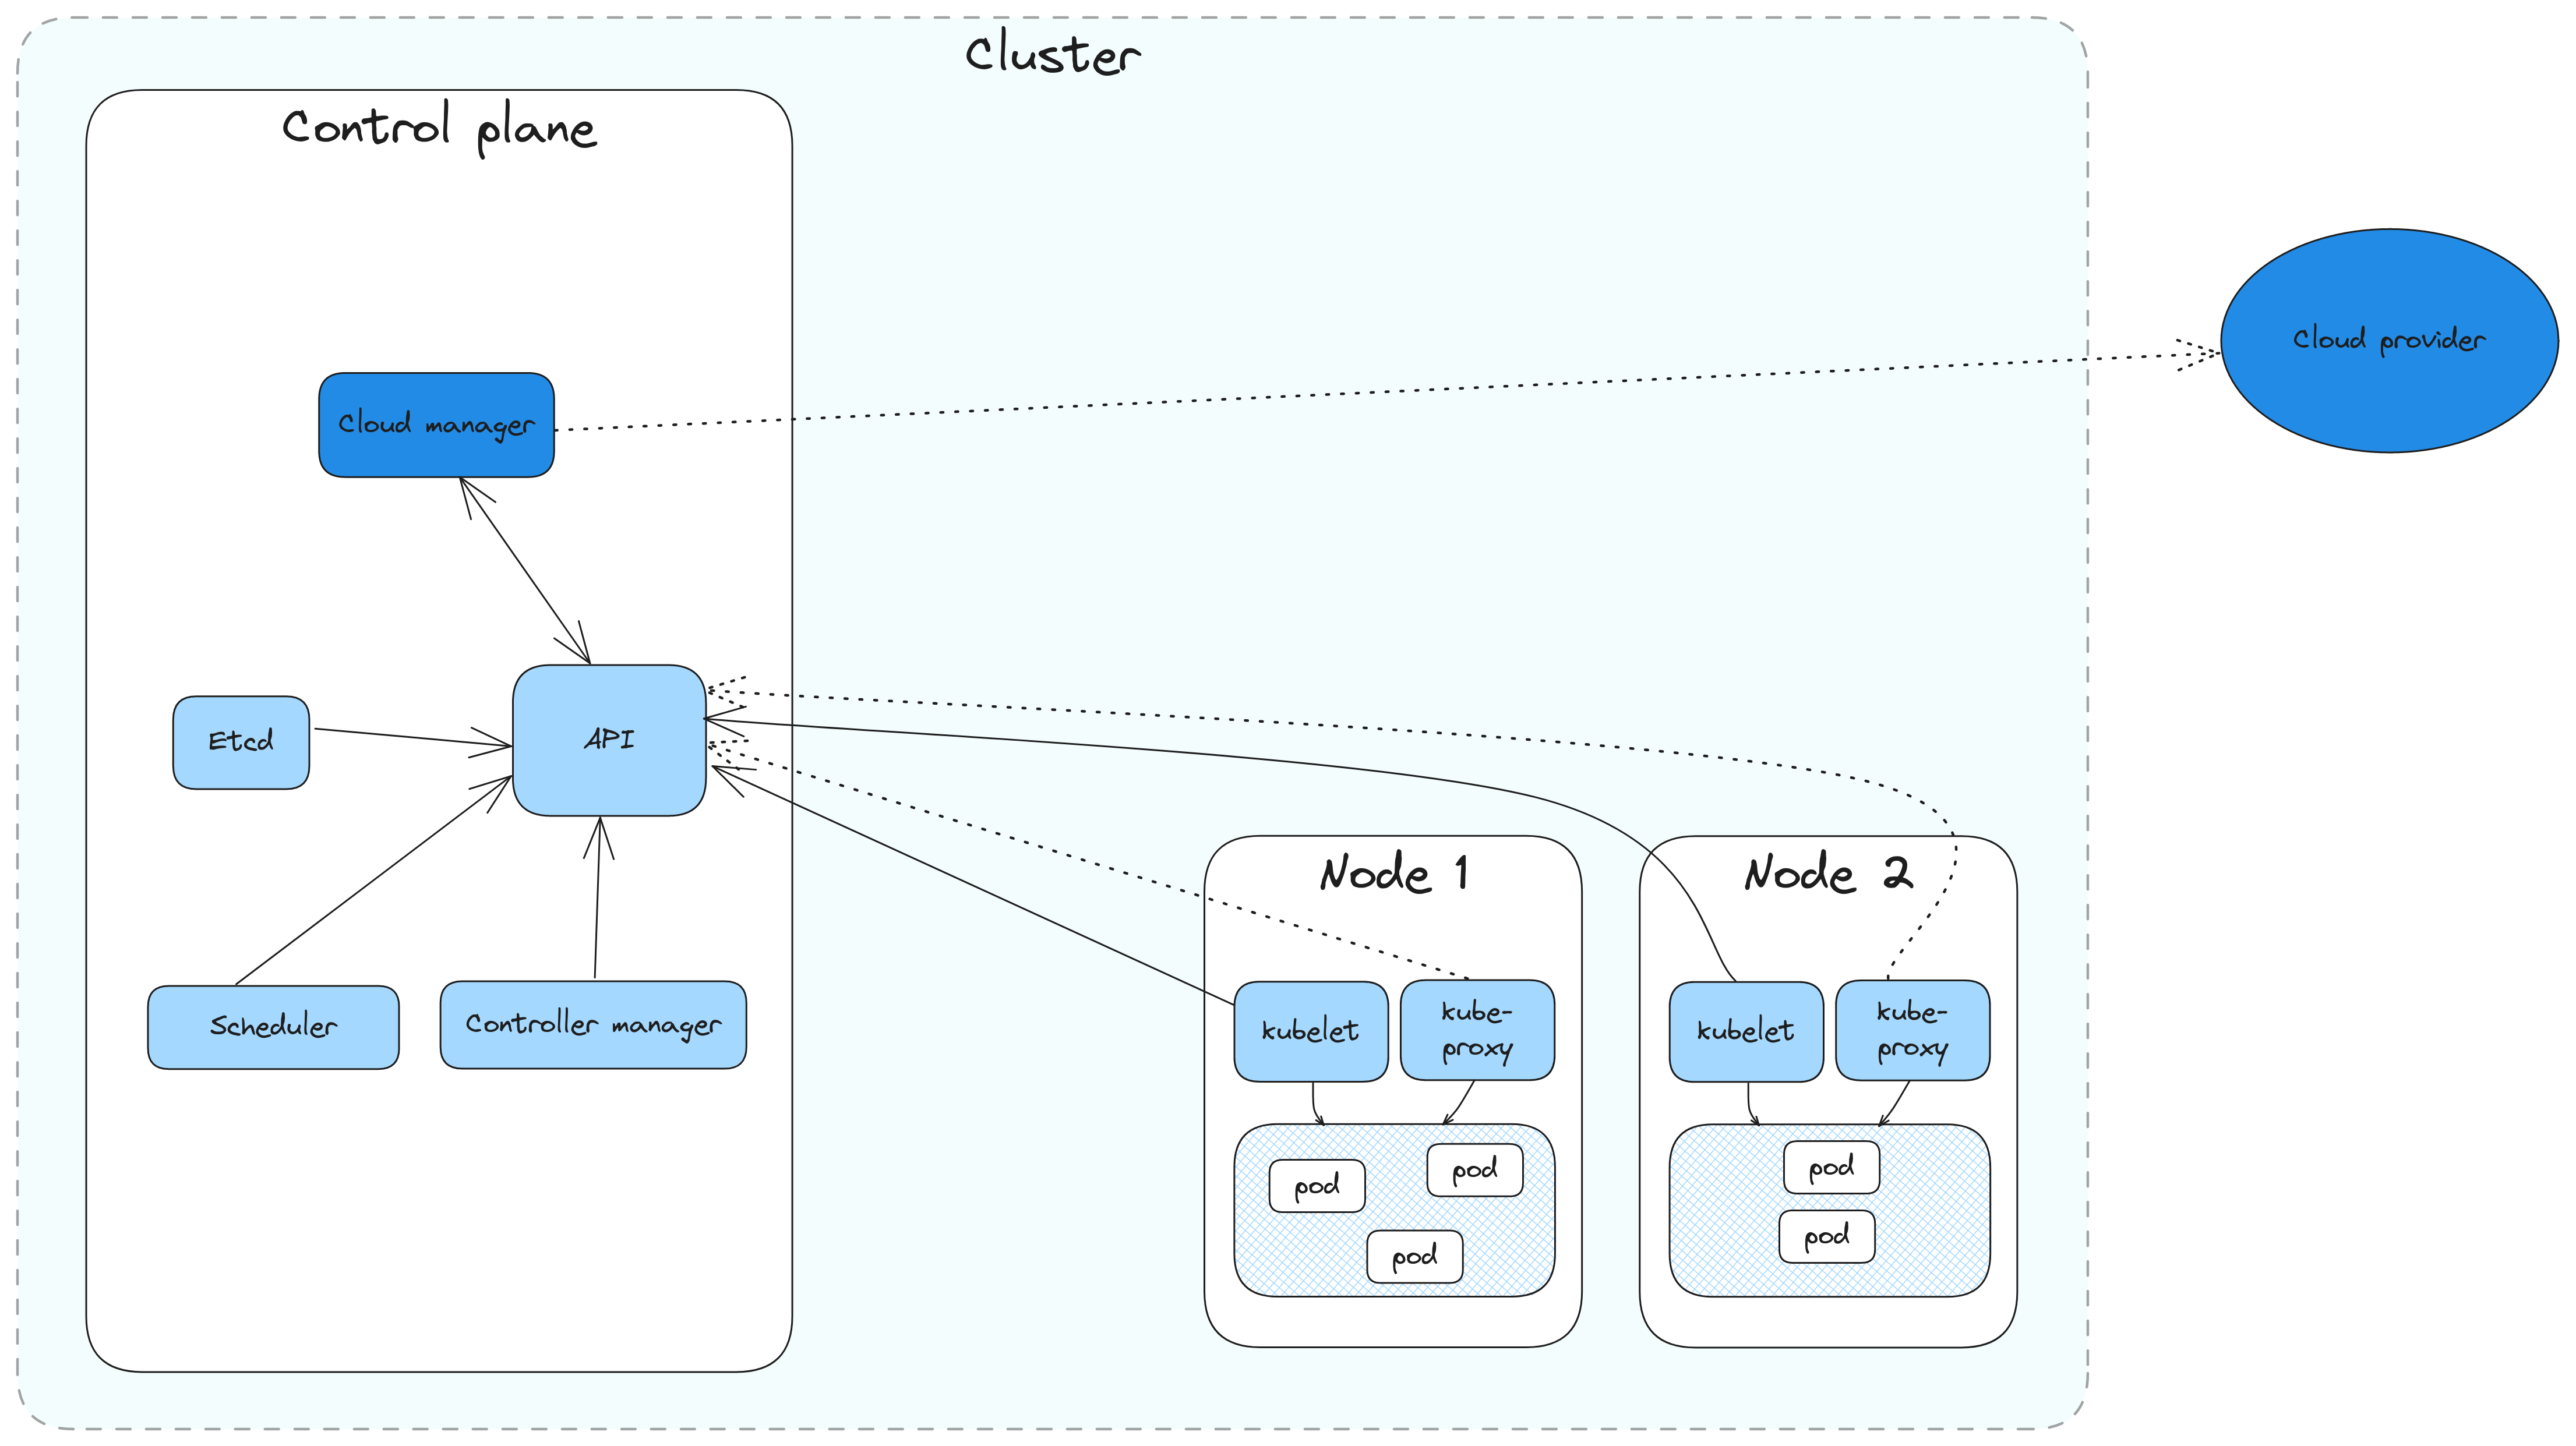 Cluster
Control plane
Cloud provider
Cloud manager
Etcd
API
Scheduler
Controller manager
Node 1
kubelet
kube-
proxy
pod
pod
pod
Node 2
kubelet
kube-
proxy
pod
pod